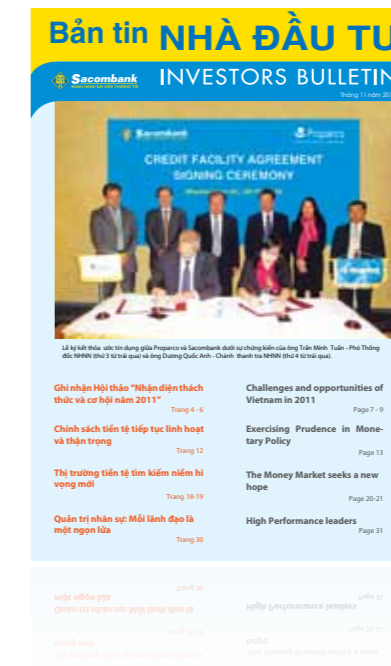 Bản tin NHÀ ĐẦU TƯ
Sacombank
INVESTORS BULLETIN
Tháng 11 năm 20
Sacombank
Proparco
CREDIT FACILITY AGREEMENT
SIGNING CEREMONY
Lễ ký kết thỏa ước tín dụng giữa Proparco và Sacombank dưới sự chứng kiến của ông Trần Minh Tuấn - Phó Thống
đốc NHNN (thứ 3 từ trái qua) và ông Dương Quốc Anh - Chánh thanh tra NHNN (thứ 4 từ trái qua).
Ghi nhận Hội thảo "Nhận diện thách
thức và cơ hội năm 2011"
Trang 4 - 6
Chính sách tiền tệ tiếp tục linh hoạt
và thận trọng
Trang 12
Thị trường tiền tệ tìm kiếm niềm hi
vọng mới
Trang 18-19
Quản trị nhân sự: Mỗi lãnh đạo là
một ngọn lửa
Trang 30
Challenges and opportunities of
Vietnam in 2011
Page 7 - 9
Exercising Prudence in Mone-
tary Policy
Page 13
The Money Market seeks a new
hope
Page 20-21
High Performance leaders
Page 31